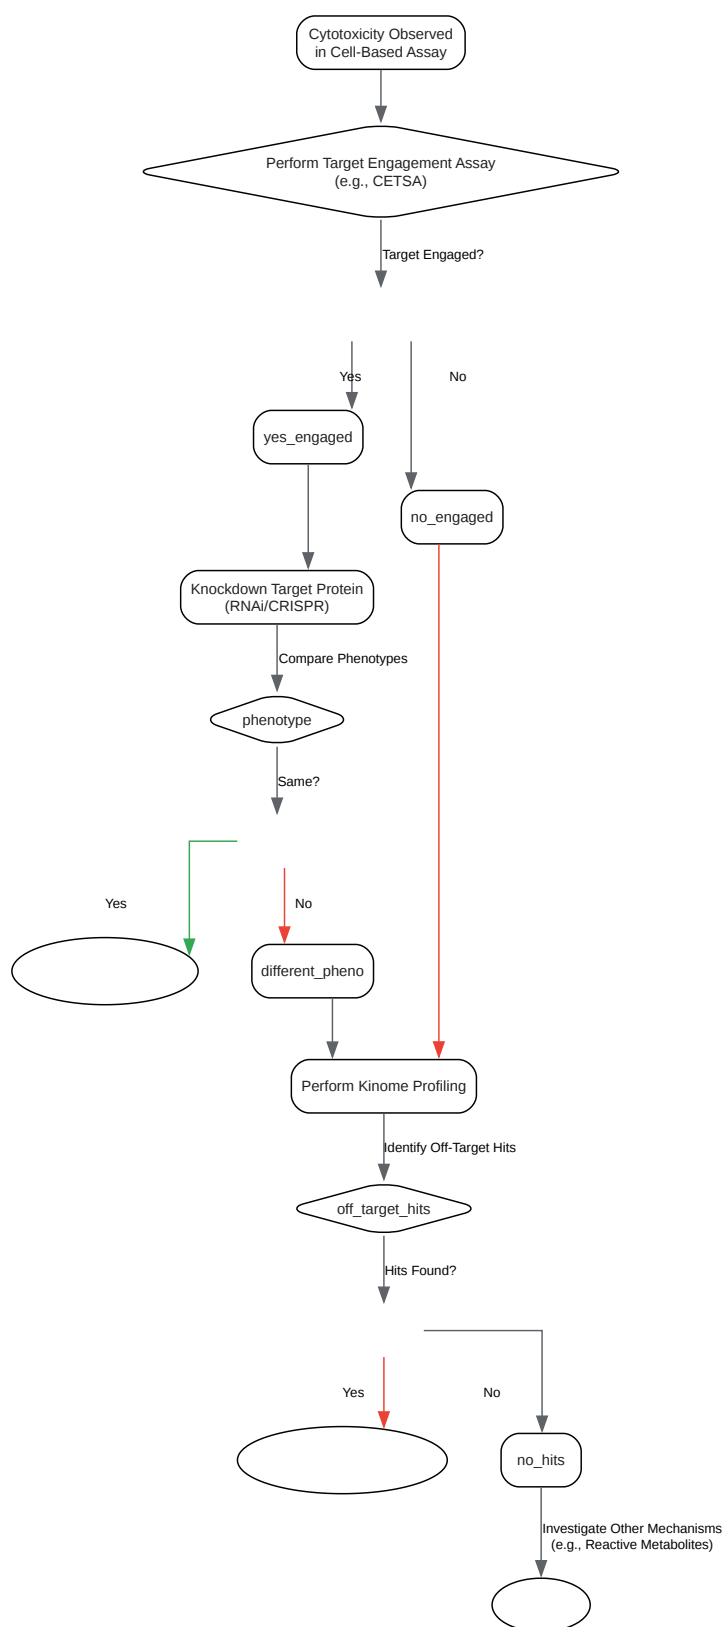 Cytotoxicity Observed
in Cell-Based Assay
Perform Target Engagement Assay
(e.g., CETSA)
Target Engaged?
Yes
No
yes_engaged
no_engaged
Knockdown Target Protein
(RNAi/CRISPR)
Compare Phenotypes
phenotype
Same?
Yes
No
different_pheno
Perform Kinome Profiling
Identify Off-Target Hits
off_target_hits
Hits Found?
Yes
No
no_hits
Investigate Other Mechanisms
(e.g., Reactive Metabolites)